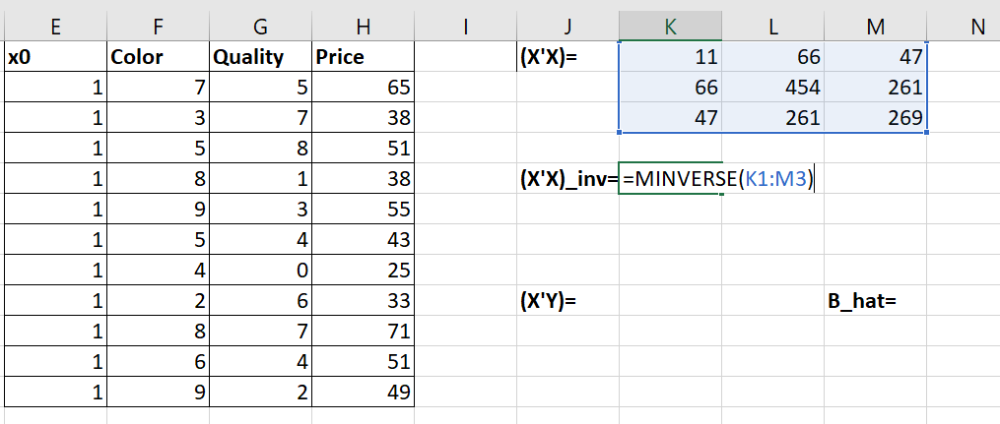 E F G H I J K L M N
x0 Color Quality Price (X'X)= 11 66 47
1 7 5 65 66 454 261
1 3 7 38 47 261 269
1 5 8 51
1 8 1 38 (X'X)_inv= =MINVERSE(K1:M3)
1 9 3 55
1 5 4 43
1 4 0 25
1 2 6 33 (X'Y)= B_hat=
1 8 7 71
1 6 4 51
1 9 2 49